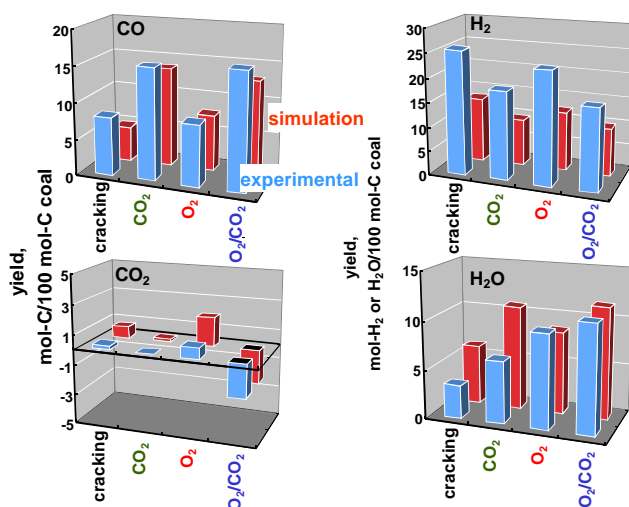 CO
20
15
10
5
0
simulation
experimental
cracking
CO₂
O₂
O₂/CO₂
H₂
30
25
20
15
10
5
0
cracking
CO₂
O₂
O₂/CO₂
yield,
mol-C/100 mol-C coal
yield,
mol-H₂ or H₂O/100 mol-C coal
CO₂
5
3
1
-1
-3
-5
cracking
CO₂
O₂
O₂/CO₂
H₂O
15
10
5
0
cracking
CO₂
O₂
O₂/CO₂